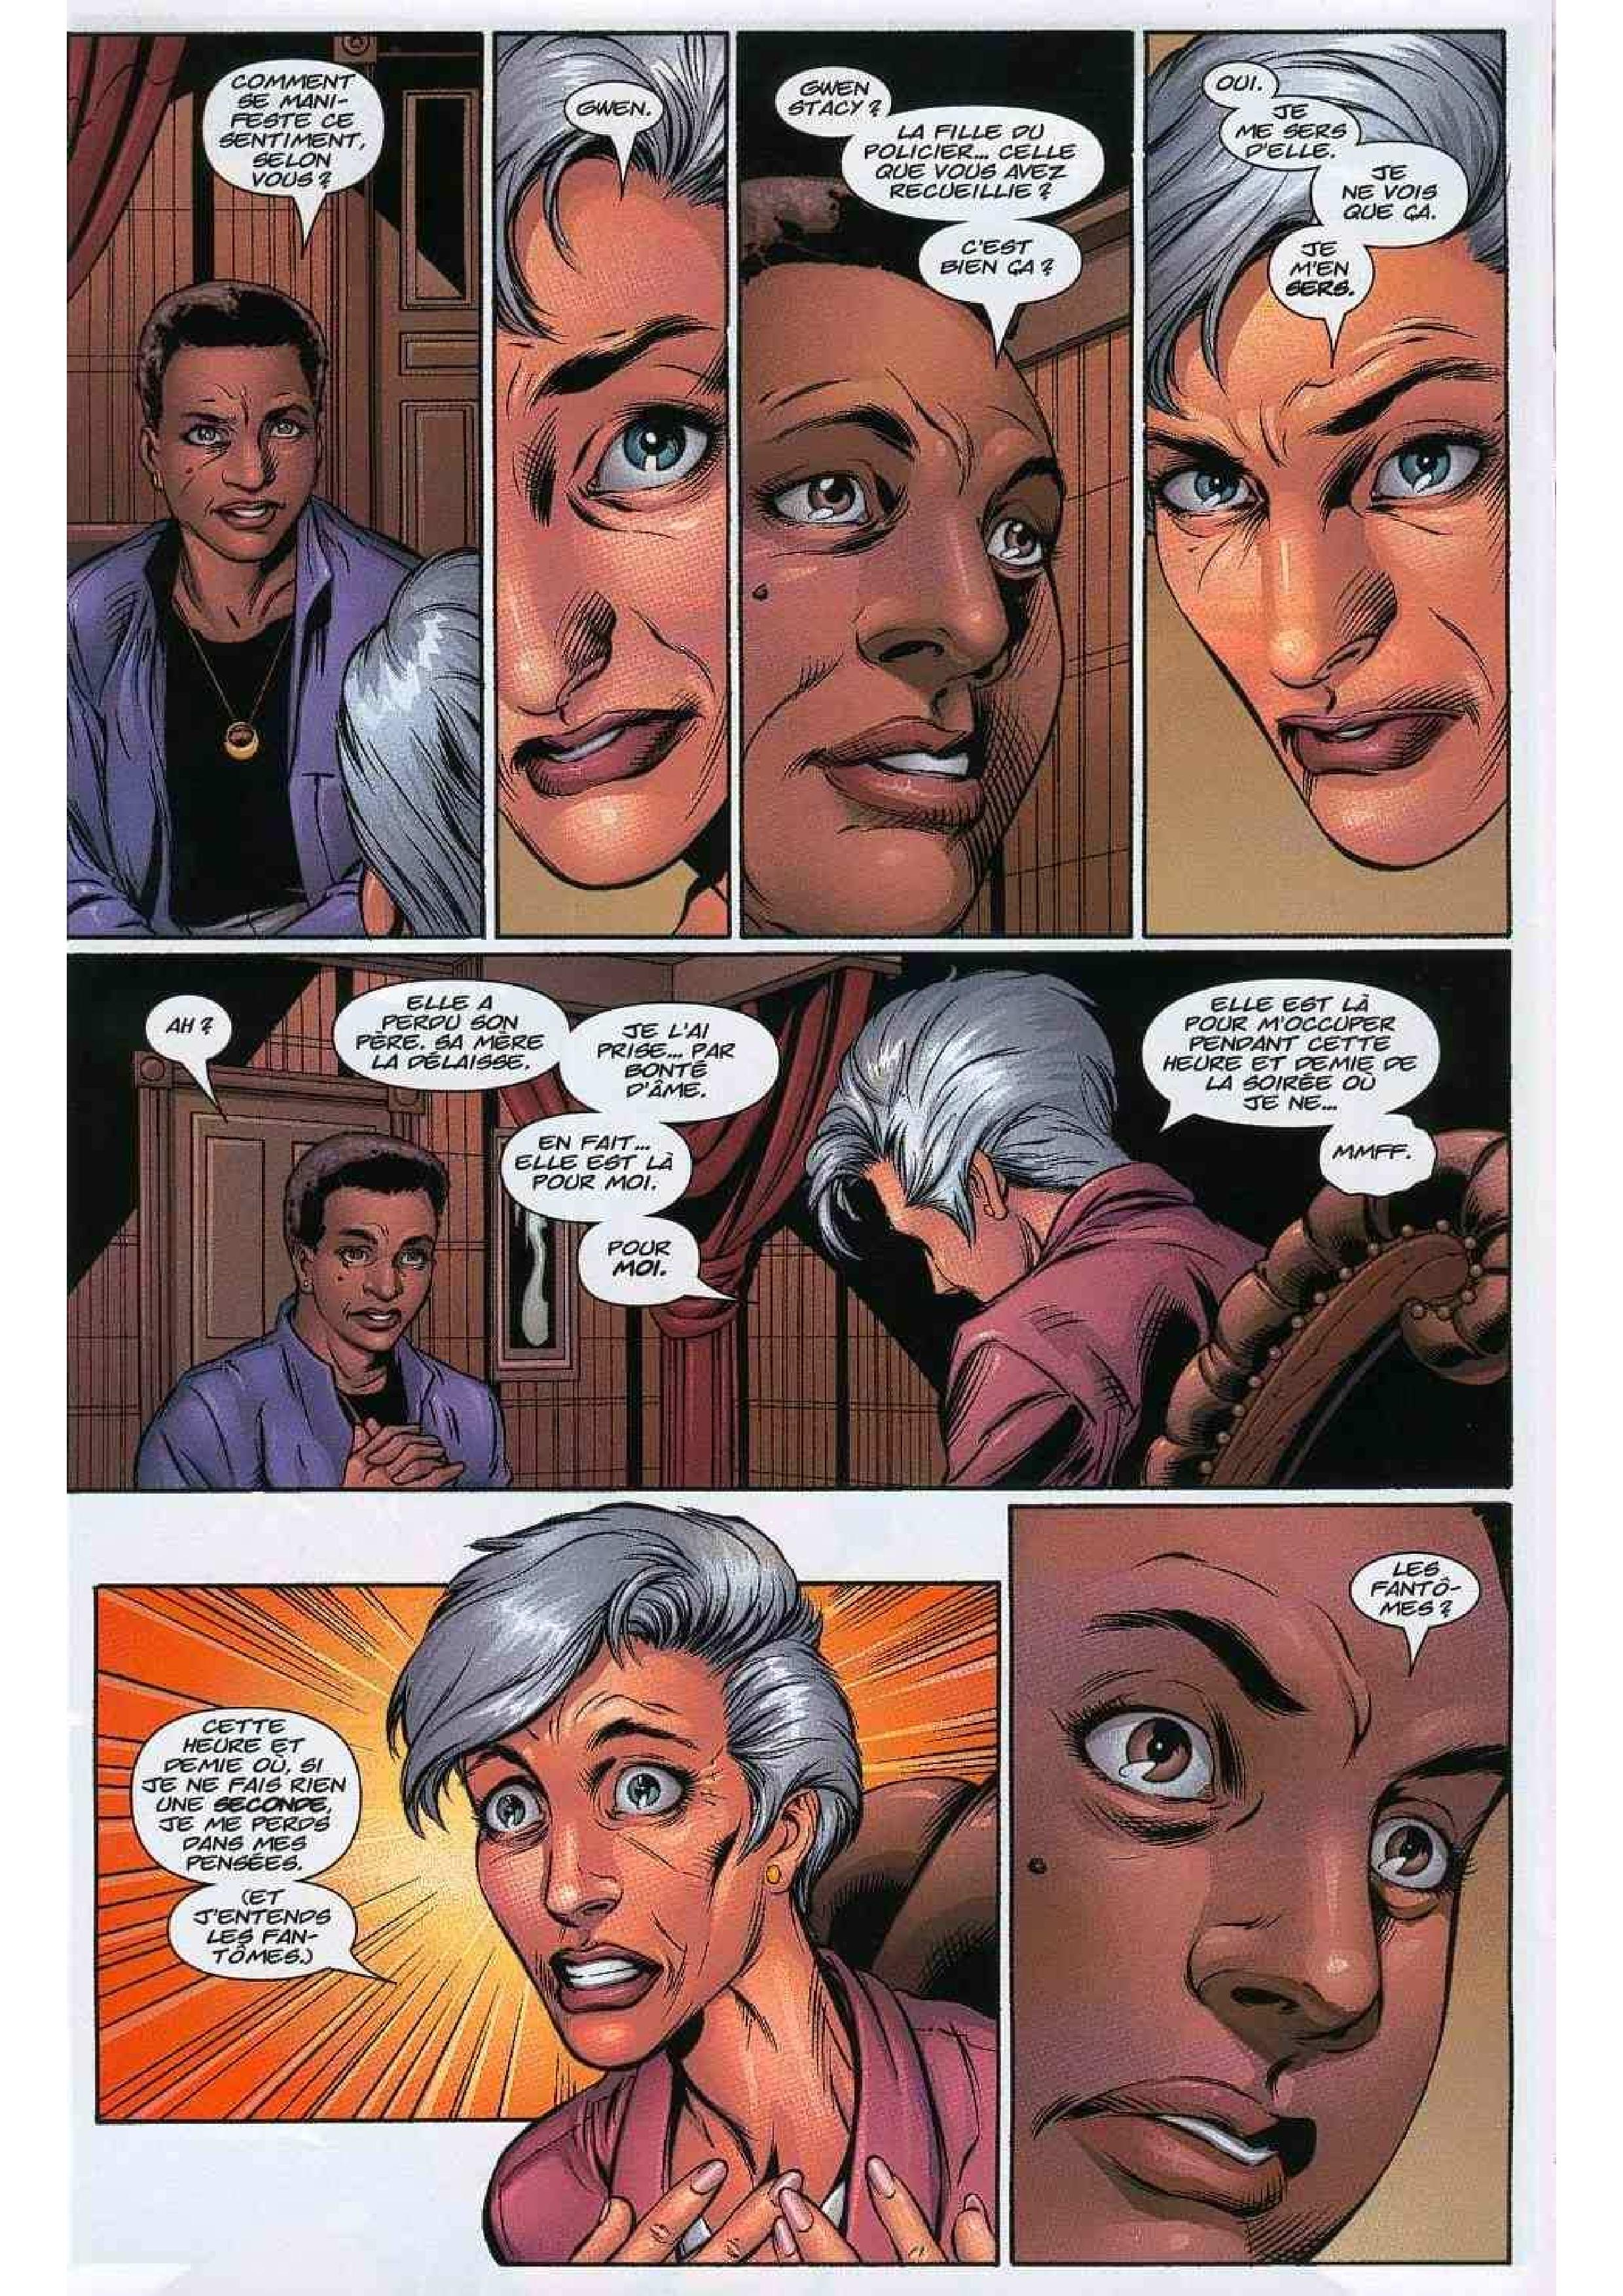 COMMENT
SE MANI-
FESTE CE
SENTIMENT,
SELON
VOUS ?
GWEN.
GWEN
STACY ?
LA FILLE DU
POLICIER... CELLE
QUE VOUS AVEZ
RECUEILLIE ?
C'EST
BIEN ÇA ?
OUI.
JE
ME SERS
D'ELLE.
JE
NE VOIS
QUE ÇA.
JE
M'EN
SERS.
AH ?
ELLE A
PERDU SON
PÈRE. SA MÈRE
LA DÉLAISSE.
JE L'AI
PRISE... PAR
BONTÉ
D'ÂME.
EN FAIT...
ELLE EST LÀ
POUR MOI.
POUR
MOI.
ELLE EST LÀ
POUR M'OCCUPER
PENDANT CETTE
HEURE ET DEMIE DE
LA SOIRÉE OÙ
JE NE...
MMFF.
CETTE
HEURE ET
DEMIE OÙ, SI
JE NE FAIS RIEN
UNE SECONDE,
JE ME PERDS
DANS MES
PENSÉES.
(ET
J'ENTENDS
LES FAN-
TÔMES.)
LES
FANTÔ-
MES ?